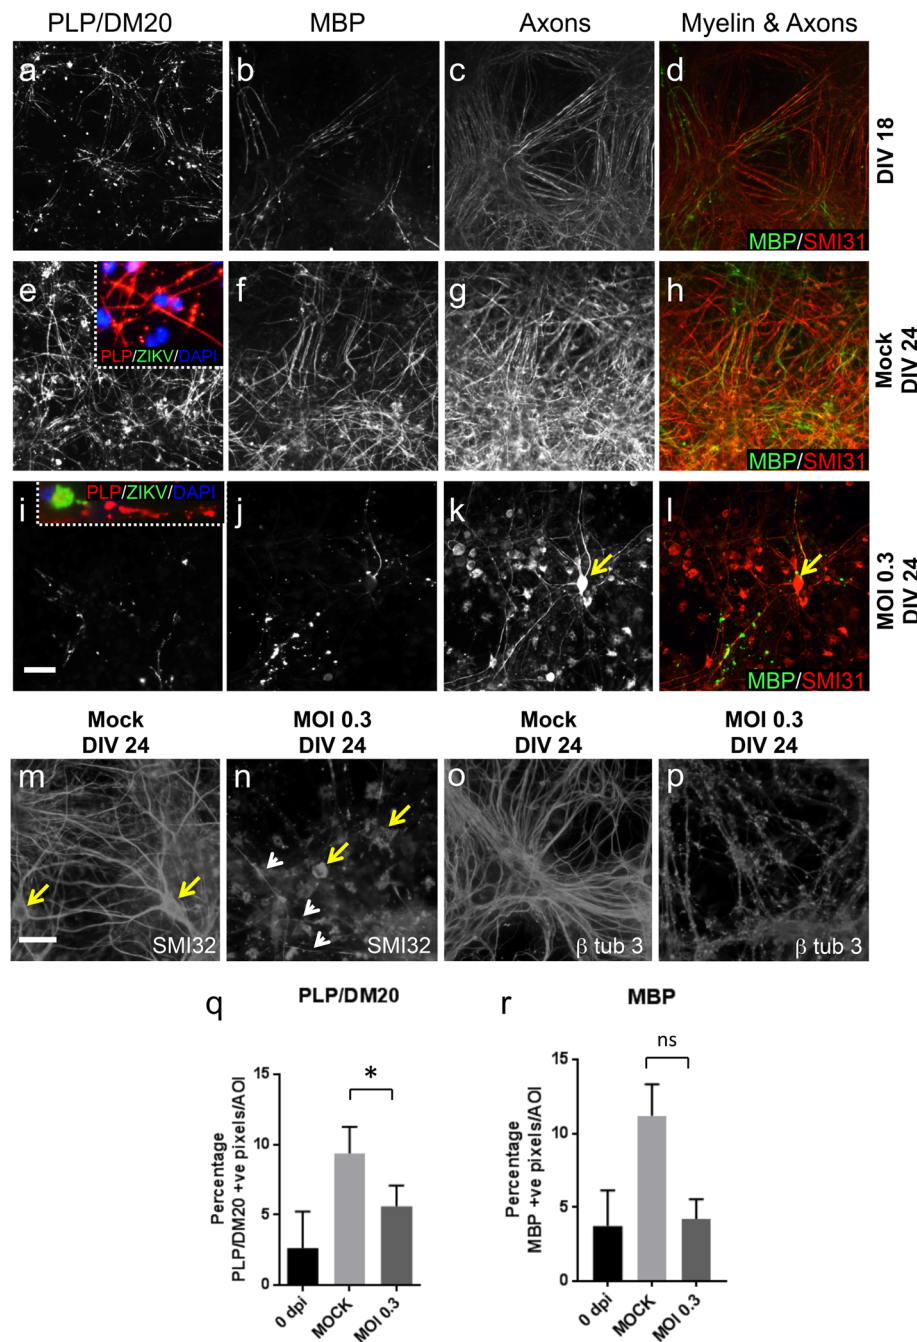 PLP/DM20 MBP Axons Myelin & Axons
a b c d
DIV 18
MBP/SMI31
e f g h
PLP/ZIKV/DAPI
Mock
DIV 24
MBP/SMI31
PLP/ZIKV/DAPI
i j k l
MOI 0.3
DIV 24
MBP/SMI31
Mock MOI 0.3 Mock MOI 0.3
DIV 24 DIV 24 DIV 24 DIV 24
m n o p
SMI32 SMI32 β tub 3 β tub 3
q PLP/DM20
*
15
10
5
0
Percentage
PLP/DM20 +ve pixels/AOI
0 dpi MOCK MOI 0.3
r MBP
ns
15
10
5
0
Percentage
MBP +ve pixels/AOI
0 dpi MOCK MOI 0.3